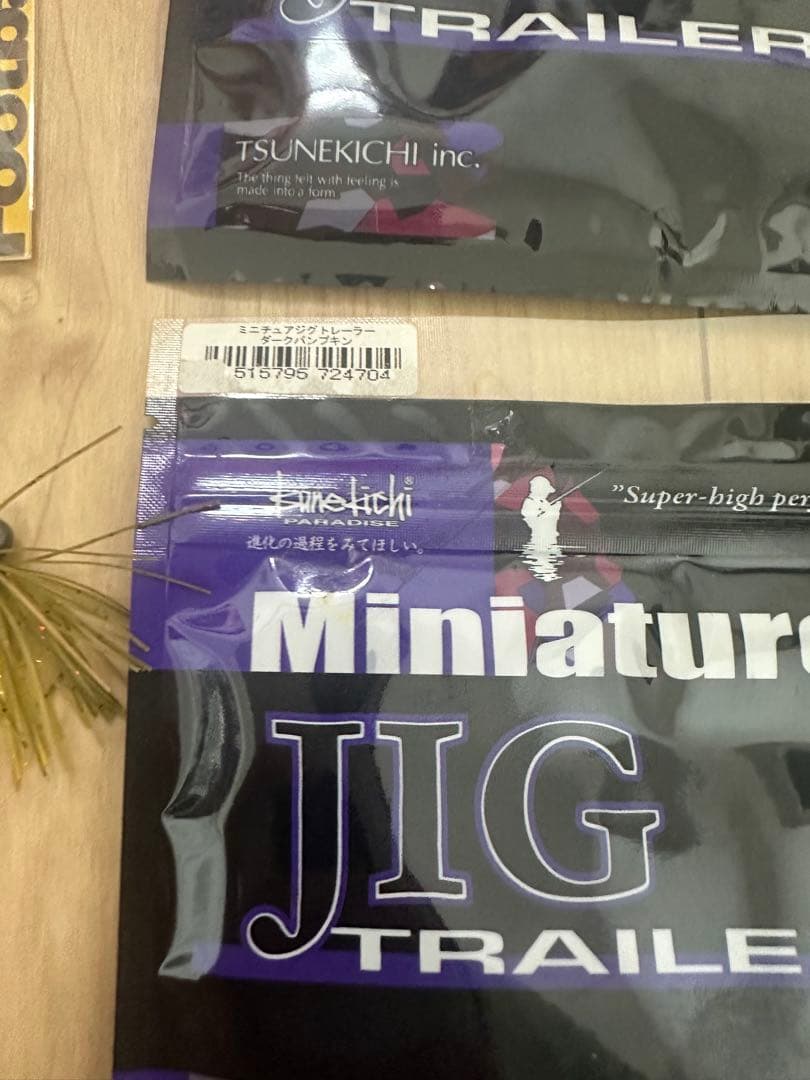 TRAILER
TSUNEKICHI inc.
The thing felt with feeling is
made into a form
ミニチュアジグトレーラー
ダークパンプキン
515795 724704
tsunekichi®
PARADISE
進化の過程をみてほしい。
"Super-high per
Miniature
JIG
TRAILE